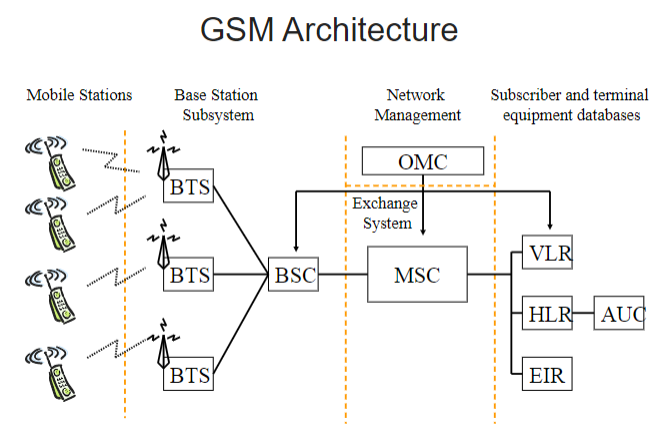 GSM Architecture
Mobile Stations
Base Station
Subsystem
Network
Management
Subscriber and terminal
equipment databases
OMC
Exchange
System
BTS
BTS
BTS
BSC
MSC
VLR
HLR
AUC
EIR